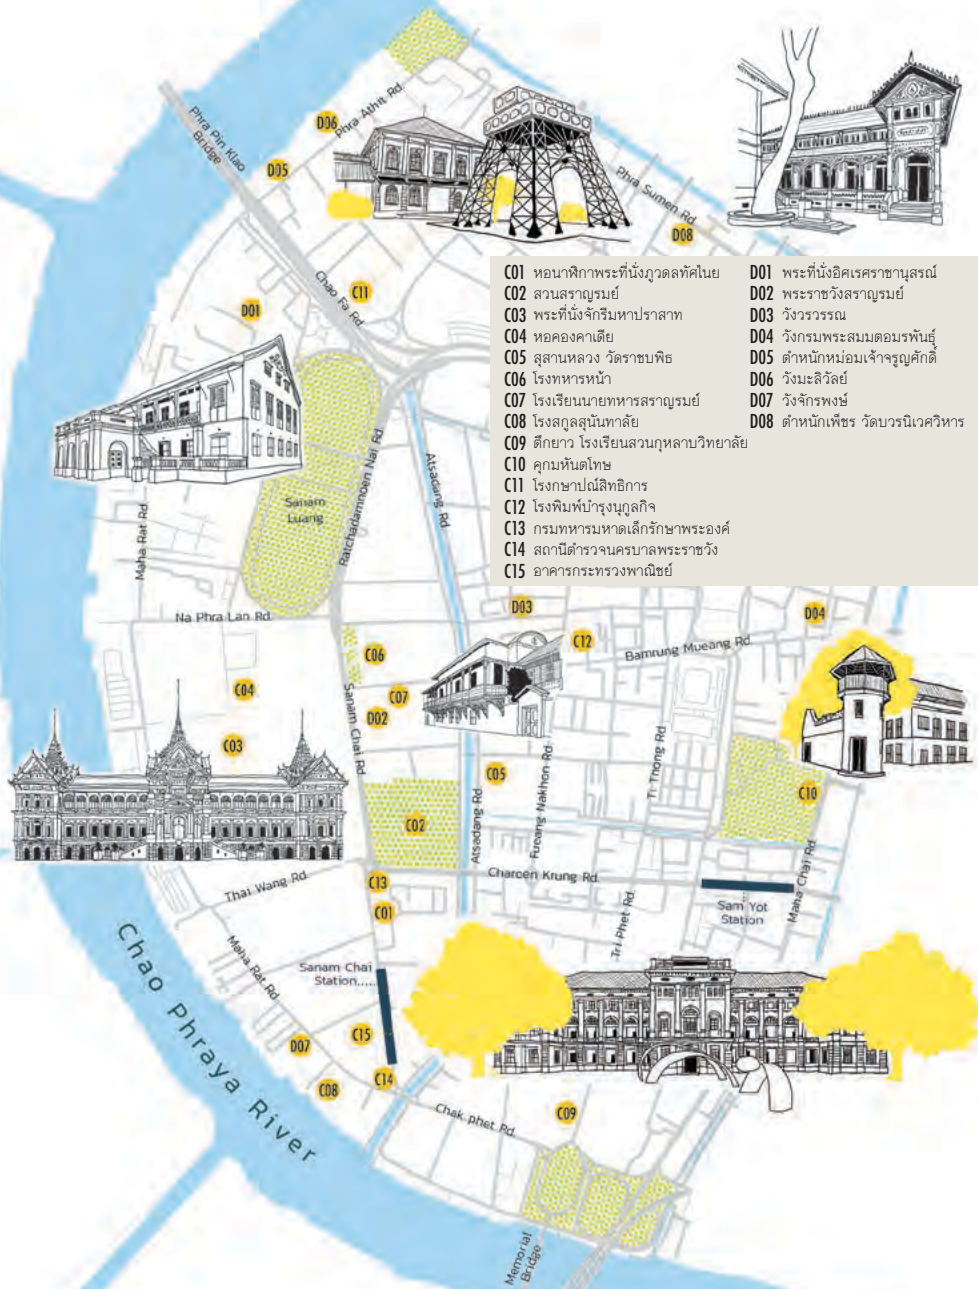 Phra Athit Rd.
D06
Phra Pin Klao
Bridge
D05
Phra Sumen Rd.
D08
Chao Fa Rd.
C11
D01
C01 หอนาฬิกาพระที่นั่งภูวดลทัศไนย
C02 สวนสราญรมย์
C03 พระที่นั่งจักรีมหาปราสาท
C04 หอคองคาเดีย
C05 สุสานหลวง วัดราชบพิธ
C06 โรงทหารหน้า
C07 โรงเรียนนายทหารสราญรมย์
C08 โรงสกูลสุนันทาลัย
C09 ตึกยาว โรงเรียนสวนกุหลาบวิทยาลัย
C10 คุกมหันตโทษ
C11 โรงกษาปณ์สิทธิการ
C12 โรงพิมพ์บำรุงนุกูลกิจ
C13 กรมทหารมหาดเล็กรักษาพระองค์
C14 สถานีตำรวจนครบาลพระราชวัง
C15 อาคารกระทรวงพาณิชย์
D01 พระที่นั่งอิศเรศราชานุสรณ์
D02 พระราชวังสราญรมย์
D03 วังวรวรรณ
D04 วังกรมพระสมมตอมรพันธุ์
D05 ตำหนักหม่อมเจ้าจรูญศักดิ์
D06 วังมะลิวัลย์
D07 วังจักรพงษ์
D08 ตำหนักเพ็ชร วัดบวรนิเวศวิหาร
Ratchadamnoen Nai Rd.
Atsadang Rd.
Sanam
Luang
Maha Rat Rd.
Na Phra Lan Rd.
D03
D04
C12
Bamrung Mueang Rd.
C06
C04
C07
D02
Sanam Chai Rd.
C03
C05
Ti Thong Rd.
Fueang Nakhon Rd.
Atsadang Rd.
C10
C02
Charoen Krung Rd.
Maha Chai Rd.
Thai Wang Rd.
C13
C01
Sam Yot
Station
Tri Phet Rd.
Maha Rat Rd.
Sanam Chai
Station.....
C15
D07
C14
C08
Chak phet Rd.
C09
Chao Phraya River
Memorial
Bridge